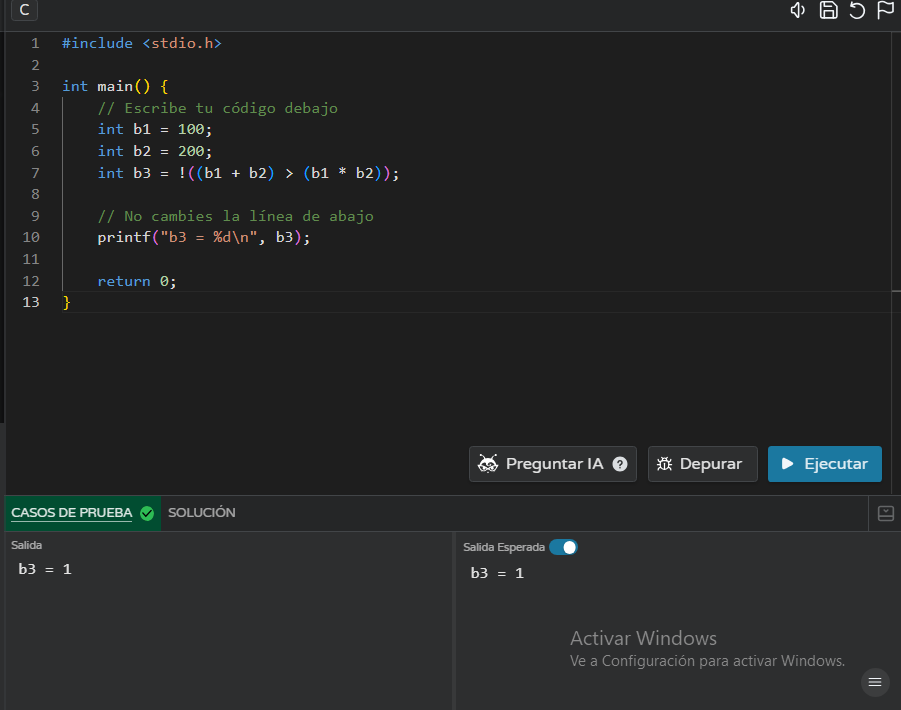 C
1 #include <stdio.h>
2
3 int main() {
4 // Escribe tu código debajo
5 int b1 = 100;
6 int b2 = 200;
7 int b3 = !((b1 + b2) > (b1 * b2));
8
9 // No cambies la línea de abajo
10 printf("b3 = %d\n", b3);
11
12 return 0;
13 }
Preguntar IA ? Depurar Ejecutar
CASOS DE PRUEBA SOLUCIÓN
Salida
b3 = 1
Salida Esperada
b3 = 1
Activar Windows
Ve a Configuración para activar Windows.